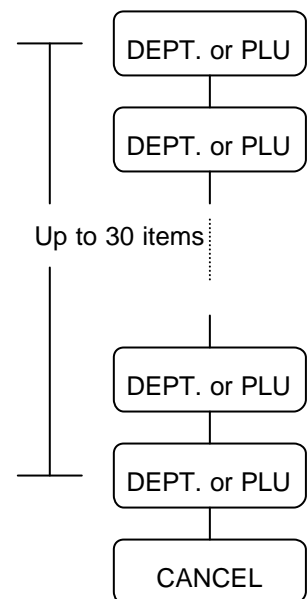 DEPT. or PLU
DEPT. or PLU
Up to 30 items
DEPT. or PLU
DEPT. or PLU
CANCEL